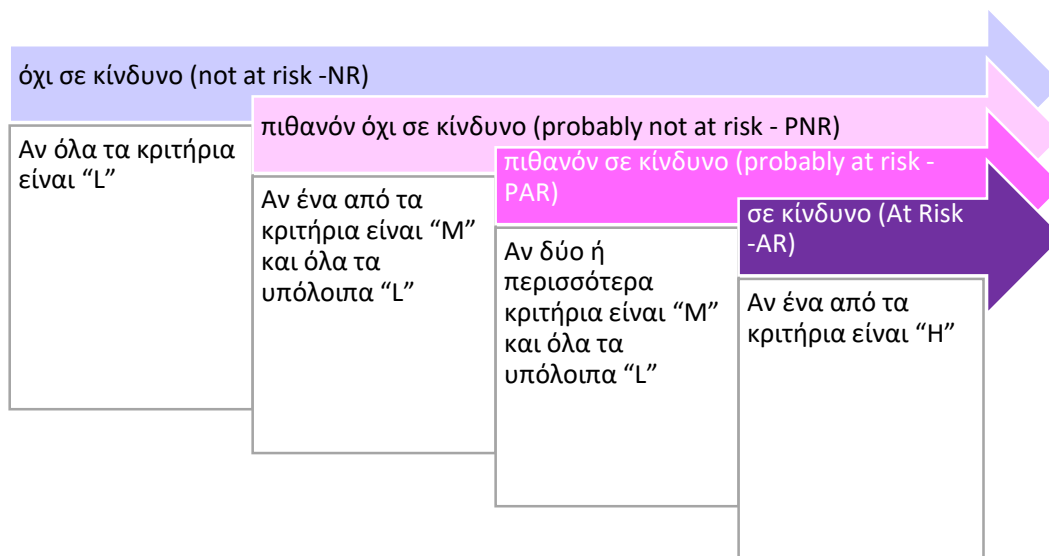 όχι σε κίνδυνο (not at risk -NR)
Αν όλα τα κριτήρια
είναι “L”
πιθανόν όχι σε κίνδυνο (probably not at risk - PNR)
Αν ένα από τα
κριτήρια είναι “M”
και όλα τα
υπόλοιπα “L”
πιθανόν σε κίνδυνο (probably at risk -
PAR)
Αν δύο ή
περισσότερα
κριτήρια είναι “M”
και όλα τα
υπόλοιπα “L”
σε κίνδυνο (At Risk
-AR)
Αν ένα από τα
κριτήρια είναι “H”